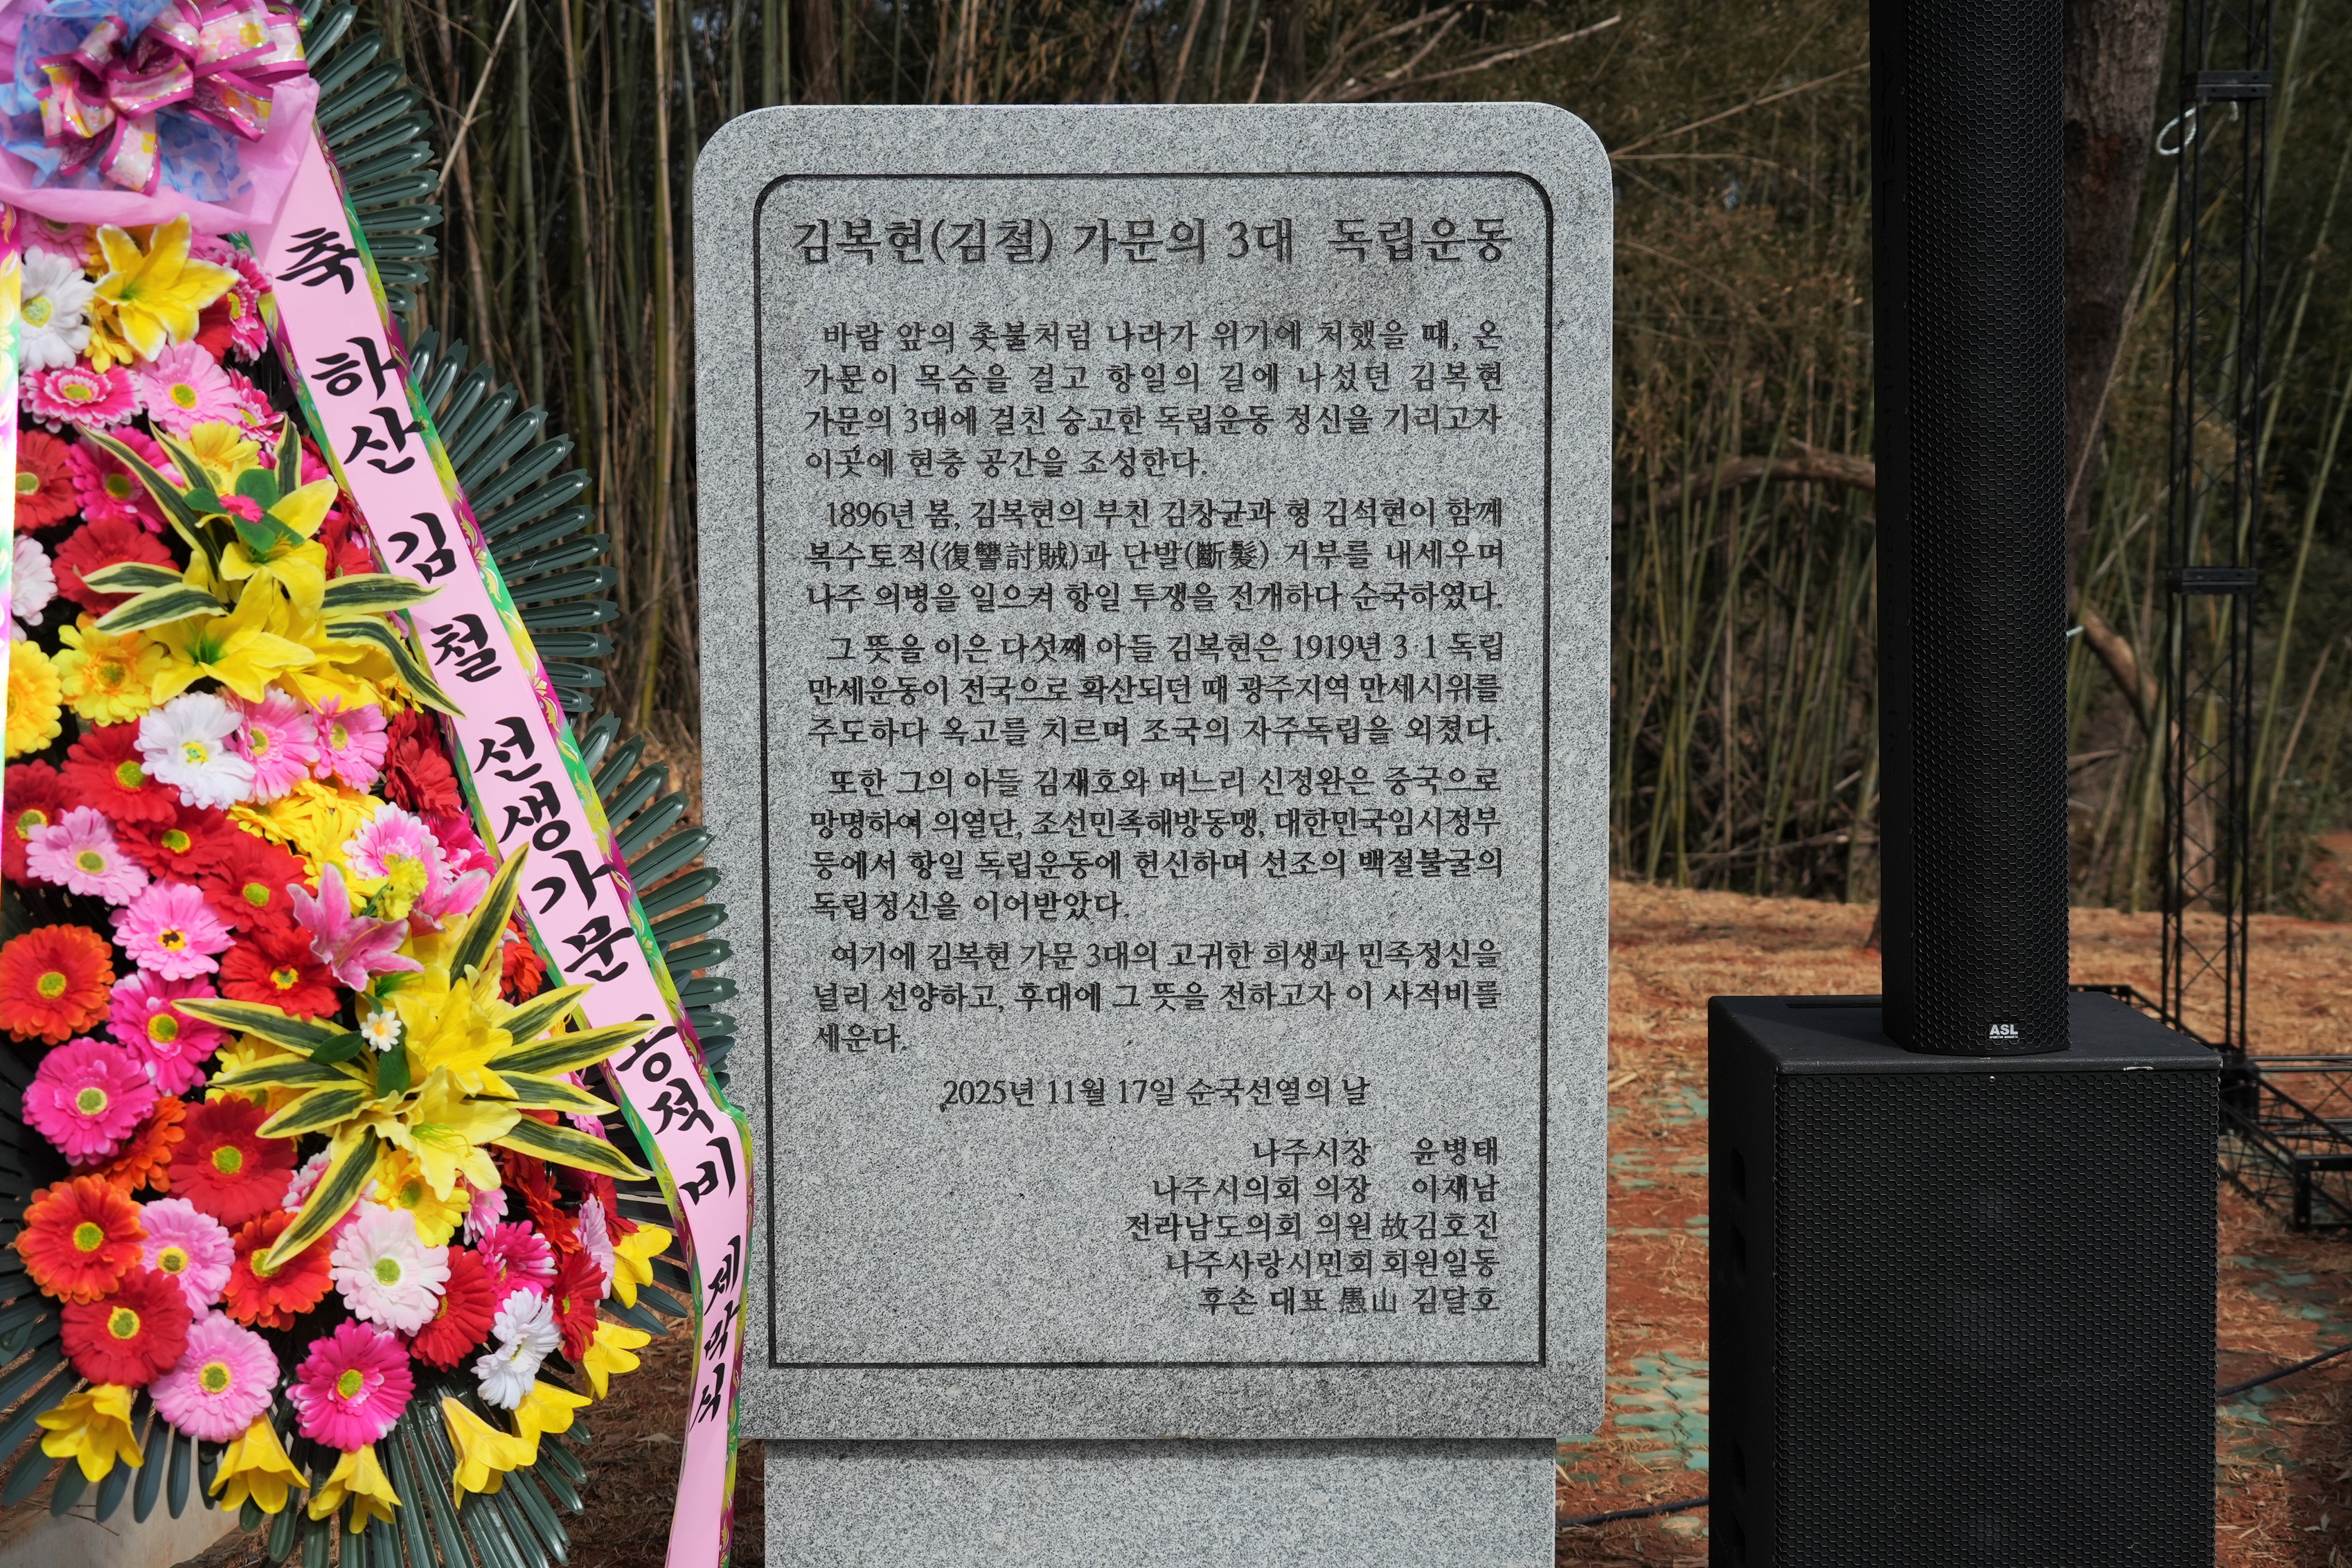 축 하산 김철 선생가문 공적비 제막식
김복현(김철) 가문의 3대 독립운동
바람 앞의 촛불처럼 나라가 위기에 처했을 때, 온
가문이 목숨을 걸고 항일의 길에 나섰던 김복현
가문의 3대에 걸친 숭고한 독립운동 정신을 기리고자
이곳에 현충 공간을 조성한다.
1896년 봄, 김복현의 부친 김창균과 형 김석현이 함께
복수토적(復讐討賊)과 단발(斷髮) 거부를 내세우며
나주 의병을 일으켜 항일 투쟁을 전개하다 순국하였다.
그 뜻을 이은 다섯째 아들 김복현은 1919년 3·1 독립
만세운동이 전국으로 확산되던 때 광주지역 만세시위를
주도하다 옥고를 치르며 조국의 자주독립을 외쳤다.
또한 그의 아들 김재호와 며느리 신정완은 중국으로
망명하여 의열단, 조선민족해방동맹, 대한민국임시정부
등에서 항일 독립운동에 헌신하며 선조의 백절불굴의
독립정신을 이어받았다.
여기에 김복현 가문 3대의 고귀한 희생과 민족정신을
널리 선양하고, 후대에 그 뜻을 전하고자 이 사적비를
세운다.
2025년 11월 17일 순국선열의 날
나주시장 윤병태
나주시의회 의장 이재남
전라남도의회 의원 故김호진
나주사랑시민회 회원일동
후손 대표 愚山 김달호
ASL